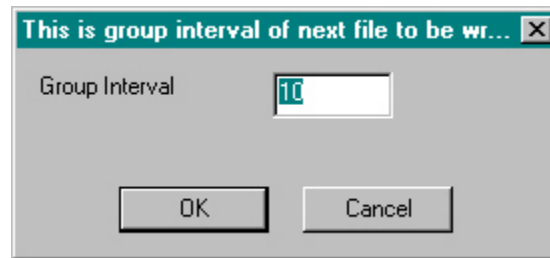 This is group interval of next file to be wr...
Group Interval 10
OK Cancel